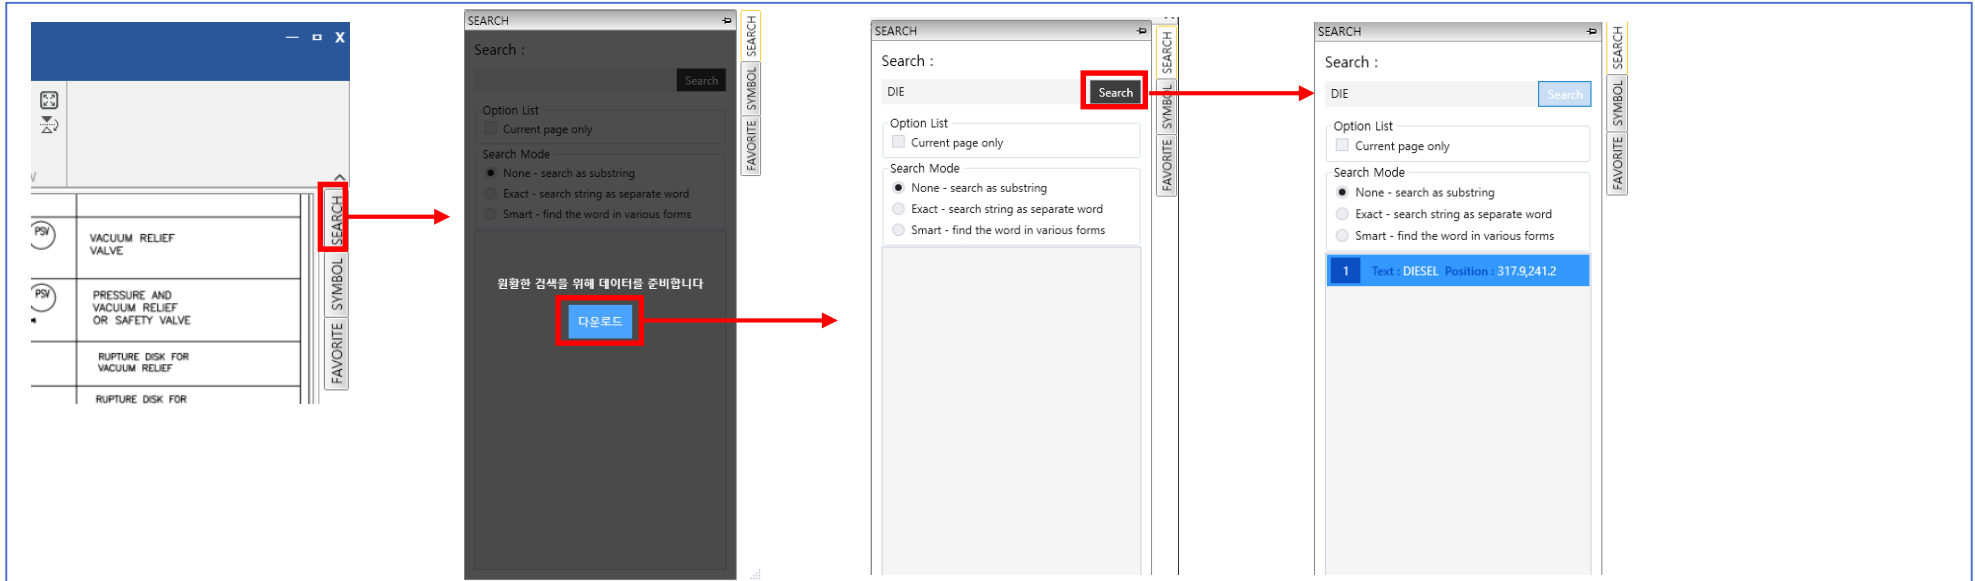 X
PSV
VACUUM RELIEF
VALVE
PSV
PRESSURE AND
VACUUM RELIEF
OR SAFETY VALVE
RUPTURE DISK FOR
VACUUM RELIEF
RUPTURE DISK FOR
SEARCH
SYMBOL
FAVORITE
SEARCH
Search :
Search
Option List
Current page only
Search Mode
None - search as substring
Exact - search string as separate word
Smart - find the word in various forms
원활한 검색을 위해 데이터를 준비합니다
다운로드
SEARCH
SYMBOL
FAVORITE
SEARCH
Search :
DIE
Search
Option List
Current page only
Search Mode
None - search as substring
Exact - search string as separate word
Smart - find the word in various forms
SEARCH
SYMBOL
FAVORITE
SEARCH
Search :
DIE
Search
Option List
Current page only
Search Mode
None - search as substring
Exact - search string as separate word
Smart - find the word in various forms
1 Text : DIESEL Position : 317.9,241.2
SEARCH
SYMBOL
FAVORITE